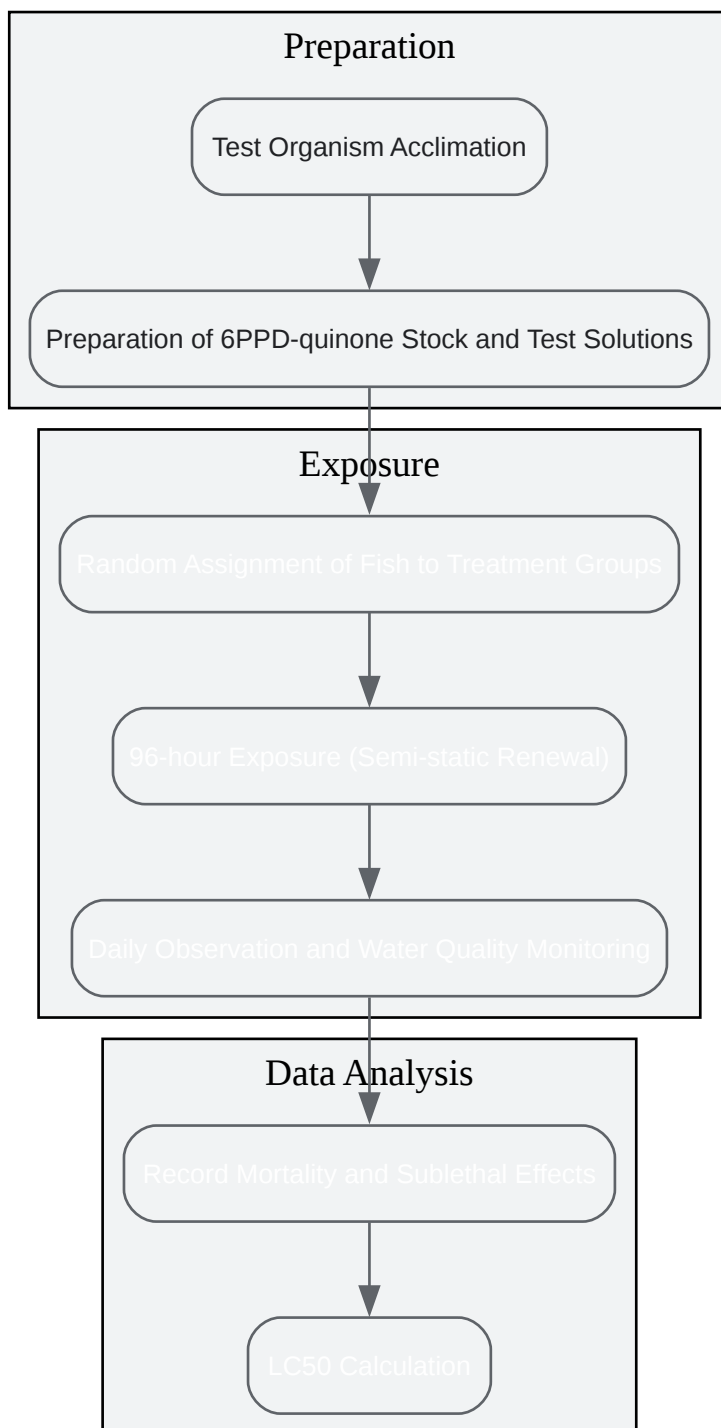 Preparation
Test Organism Acclimation
Preparation of 6PPD-quinone Stock and Test Solutions
Exposure
Random Assignment of Fish to Treatment Groups
96-hour Exposure (Semi-static Renewal)
Daily Observation and Water Quality Monitoring
Data Analysis
Record Mortality and Sublethal Effects
LC50 Calculation